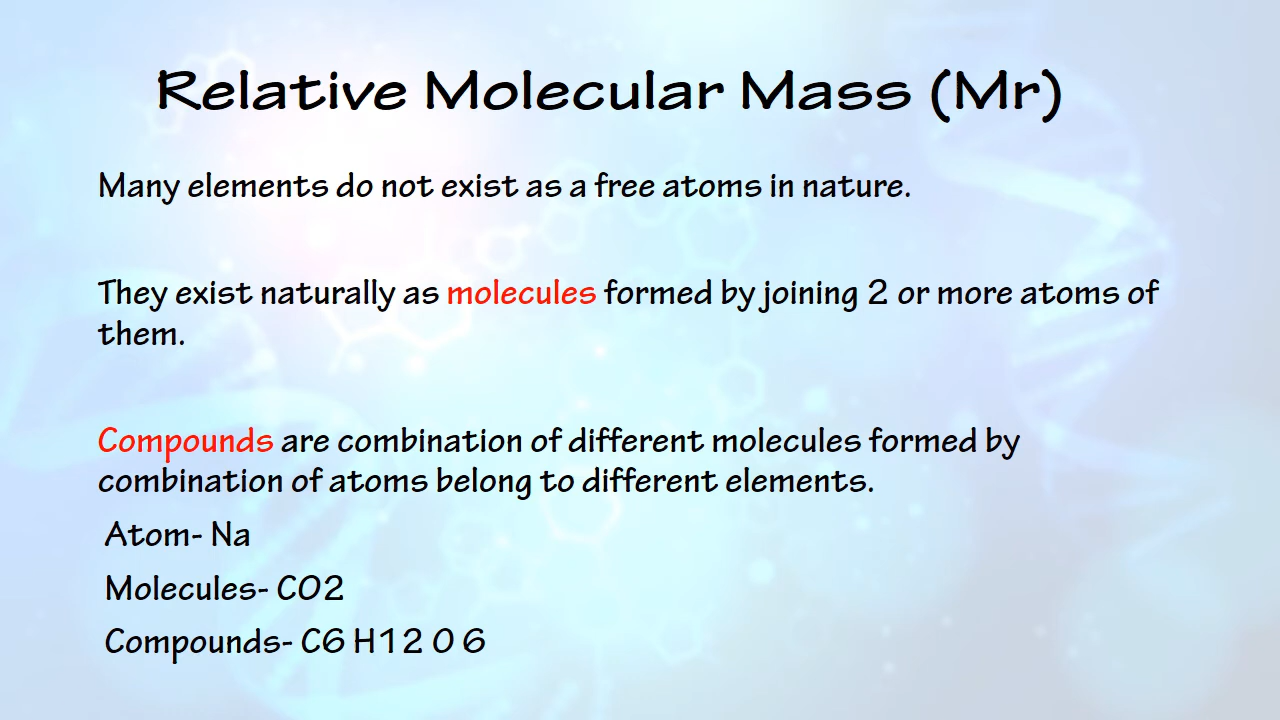 Relative Molecular Mass (Mr)
Many elements do not exist as a free atoms in nature.
They exist naturally as molecules formed by joining 2 or more atoms of
them.
Compounds are combination of different molecules formed by
combination of atoms belong to different elements.
Atom- Na
Molecules- CO2
Compounds- C6 H12 O 6